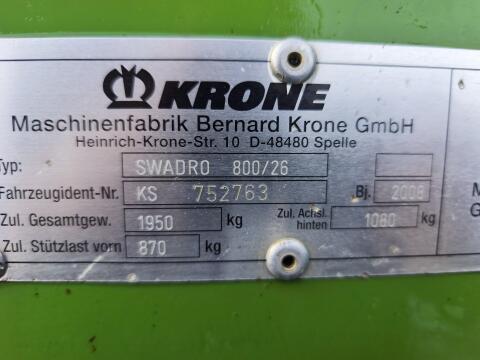 KRONE
Maschinenfabrik Bernard Krone GmbH
Heinrich-Krone-Str. 10 D-48480 Spelle
Typ: SWADRO 800/26
Fahrzeugident-Nr. KS 752763 Bj. 2008
Zul. Gesamtgew. 1950 kg Zul. Achsl. hinten 1080 kg
Zul. Stützlast vorn 870 kg